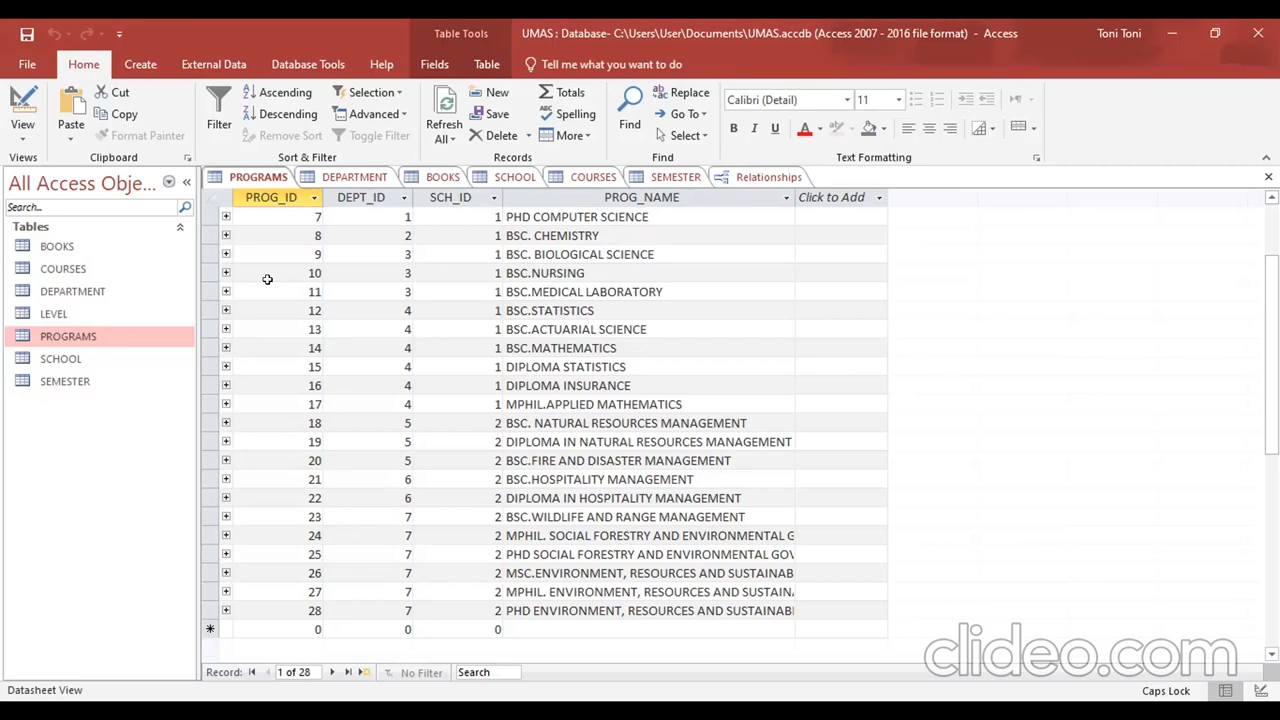 UMAS : Database- C:\Users\User\Documents\UMAS.accdb (Access 2007 - 2016 file format) - Access
Table Tools
Toni Toni
File Home Create External Data Database Tools Help Fields Table Tell me what you want to do
View
Views
Paste
Cut
Copy
Format Painter
Clipboard
Filter
Ascending
Descending
Remove Sort
Selection
Advanced
Toggle Filter
Sort & Filter
Refresh
All
New
Save
Delete
Totals
Spelling
More
Records
Find
Replace
Go To
Select
Find
Calibri (Detail) 11
B I U
Text Formatting
All Access Obje...
Search...
Tables
BOOKS
COURSES
DEPARTMENT
LEVEL
PROGRAMS
SCHOOL
SEMESTER
PROGRAMS DEPARTMENT BOOKS SCHOOL COURSES SEMESTER Relationships
PROG_ID DEPT_ID SCH_ID PROG_NAME Click to Add
7 1 1 PHD COMPUTER SCIENCE
8 2 1 BSC. CHEMISTRY
9 3 1 BSC. BIOLOGICAL SCIENCE
10 3 1 BSC.NURSING
11 3 1 BSC.MEDICAL LABORATORY
12 4 1 BSC.STATISTICS
13 4 1 BSC.ACTUARIAL SCIENCE
14 4 1 BSC.MATHEMATICS
15 4 1 DIPLOMA STATISTICS
16 4 1 DIPLOMA INSURANCE
17 4 1 MPHIL.APPLIED MATHEMATICS
18 5 2 BSC. NATURAL RESOURCES MANAGEMENT
19 5 2 DIPLOMA IN NATURAL RESOURCES MANAGEMENT
20 5 2 BSC.FIRE AND DISASTER MANAGEMENT
21 6 2 BSC.HOSPITALITY MANAGEMENT
22 6 2 DIPLOMA IN HOSPITALITY MANAGEMENT
23 7 2 BSC.WILDLIFE AND RANGE MANAGEMENT
24 7 2 MPHIL. SOCIAL FORESTRY AND ENVIRONMENTAL G
25 7 2 PHD SOCIAL FORESTRY AND ENVIRONMENTAL GOV
26 7 2 MSC.ENVIRONMENT, RESOURCES AND SUSTAINAB
27 7 2 MPHIL. ENVIRONMENT, RESOURCES AND SUSTAINA
28 7 2 PHD ENVIRONMENT, RESOURCES AND SUSTAINABI
0 0 0
Record: 1 of 28 No Filter Search
Datasheet View
Caps Lock
clideo.com